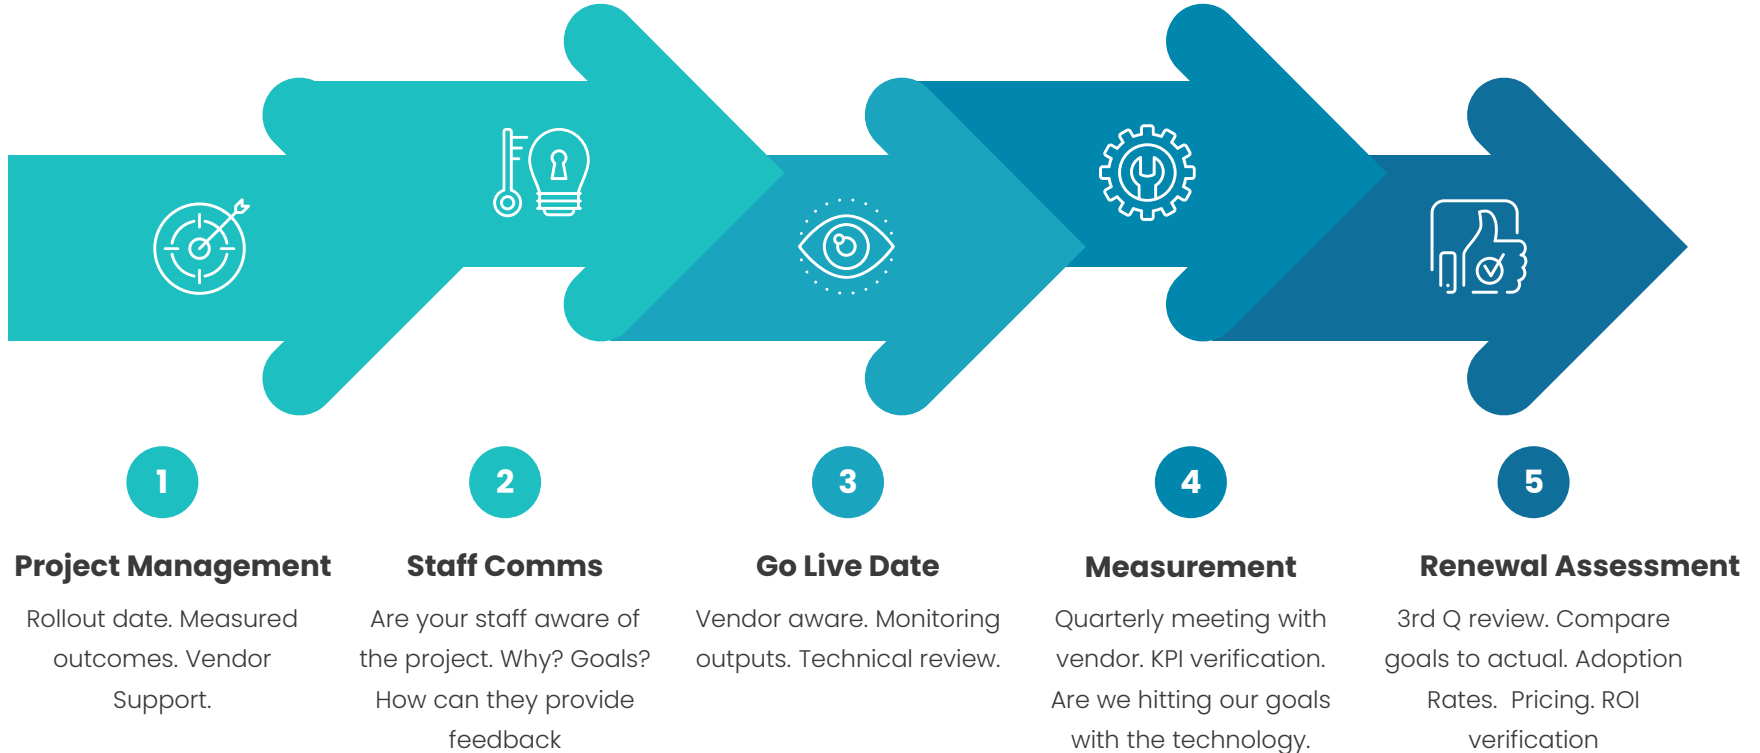 1
Project Management
Rollout date. Measured
outcomes. Vendor
Support.
2
Staff Comms
Are your staff aware of
the project. Why? Goals?
How can they provide
feedback
3
Go Live Date
Vendor aware. Monitoring
outputs. Technical review.
4
Measurement
Quarterly meeting with
vendor. KPI verification.
Are we hitting our goals
with the technology.
5
Renewal Assessment
3rd Q review. Compare
goals to actual. Adoption
Rates.  Pricing. ROI
verification